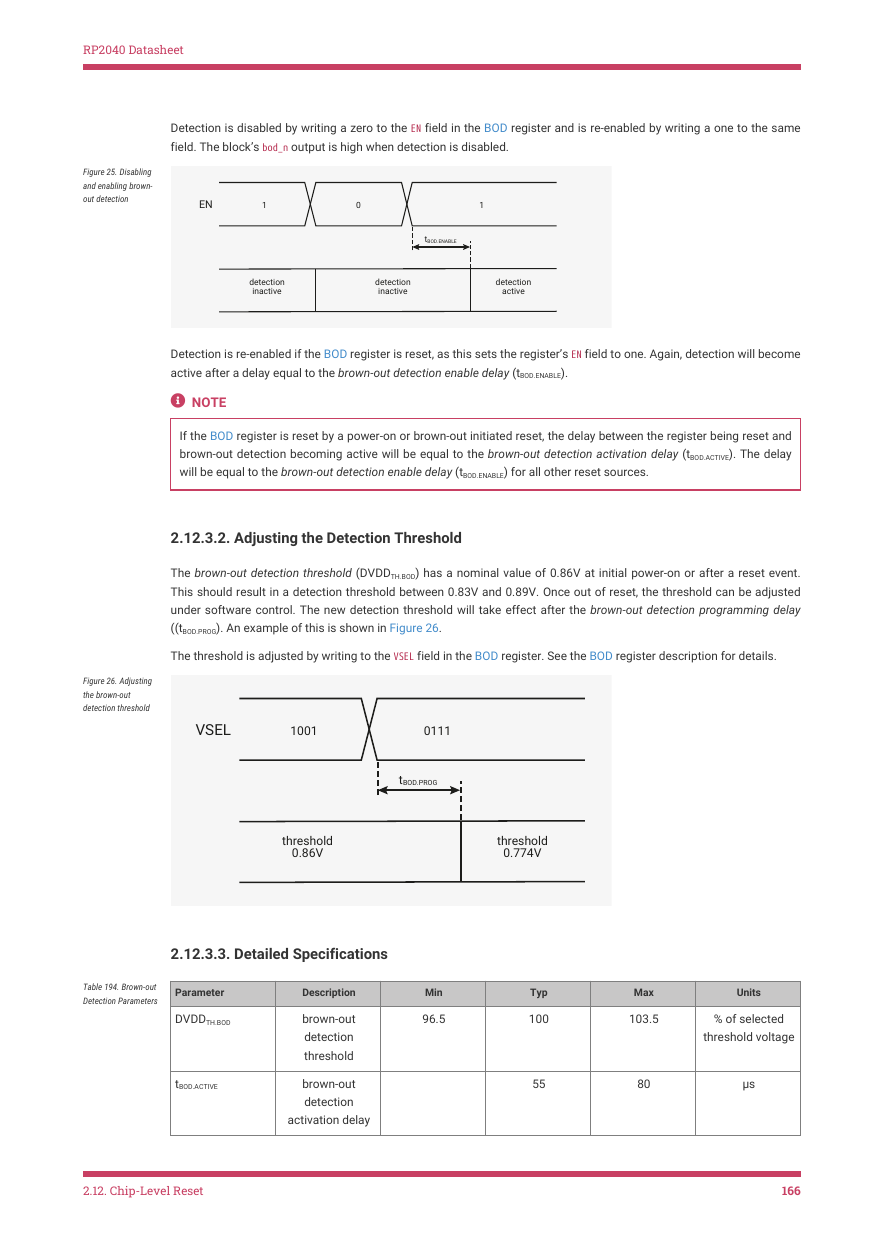 RP2040 Datasheet
Detection is disabled by writing a zero to the EN field in the BOD register and is re-enabled by writing a one to the same
field. The block's bod_n output is high when detection is disabled.
Figure 25. Disabling
and enabling brown-
out detection
EN 1 0 1
tBOD.ENABLE
detection detection detection
inactive inactive active
Detection is re-enabled if the BOD register is reset, as this sets the register's EN field to one. Again, detection will become
active after a delay equal to the brown-out detection enable delay (tBOD.ENABLE).
NOTE
If the BOD register is reset by a power-on or brown-out initiated reset, the delay between the register being reset and
brown-out detection becoming active will be equal to the brown-out detection activation delay (tBOD.ACTIVE). The delay
will be equal to the brown-out detection enable delay (tBOD.ENABLE) for all other reset sources.
2.12.3.2. Adjusting the Detection Threshold
The brown-out detection threshold (DVDDTH.BOD) has a nominal value of 0.86V at initial power-on or after a reset event.
This should result in a detection threshold between 0.83V and 0.89V. Once out of reset, the threshold can be adjusted
under software control. The new detection threshold will take effect after the brown-out detection programming delay
((tBOD.PROG). An example of this is shown in Figure 26.
The threshold is adjusted by writing to the VSEL field in the BOD register. See the BOD register description for details.
Figure 26. Adjusting
the brown-out
detection threshold
VSEL 1001 0111
tBOD.PROG
threshold threshold
0.86V 0.774V
2.12.3.3. Detailed Specifications
Table 194. Brown-out
Detection Parameters
Parameter Description Min Typ Max Units
DVDDTH.BOD brown-out 96.5 100 103.5 % of selected
detection threshold voltage
threshold
tBOD.ACTIVE brown-out 55 80 μs
detection
activation delay
2.12. Chip-Level Reset 166